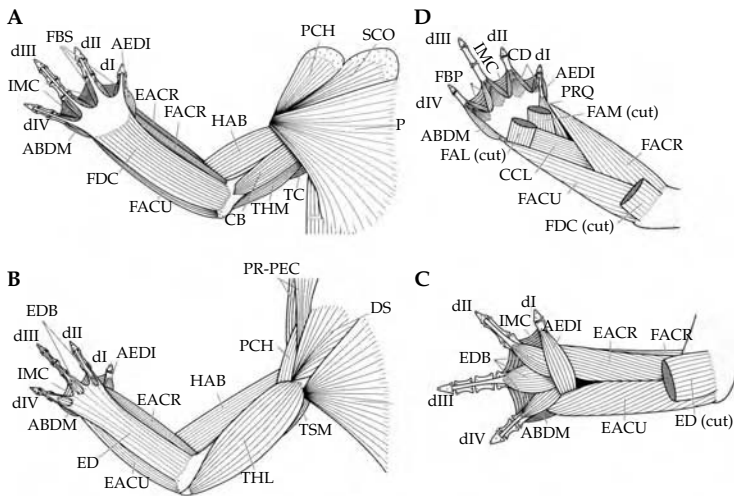 A
dIII
FBS
dII
dI
AEDI
IMC
dIV
ABDM
EACR
FACR
HAB
PCH
SCO
P
FDC
FACU
CB
THM
TC
D
dIII
dII
IMC
CD
dI
FBP
dIV
AEDI
PRQ
FAM (cut)
ABDM
FAL (cut)
CCL
FACR
FACU
FDC (cut)
B
EDB
dIII
dII
dI
AEDI
IMC
dIV
ABDM
EACR
HAB
PCH
PR-PEC
DS
TSM
ED
EACU
THL
C
dII
dI
IMC
AEDI
EACR
FACR
EDB
dIII
dIV
ABDM
EACU
ED (cut)